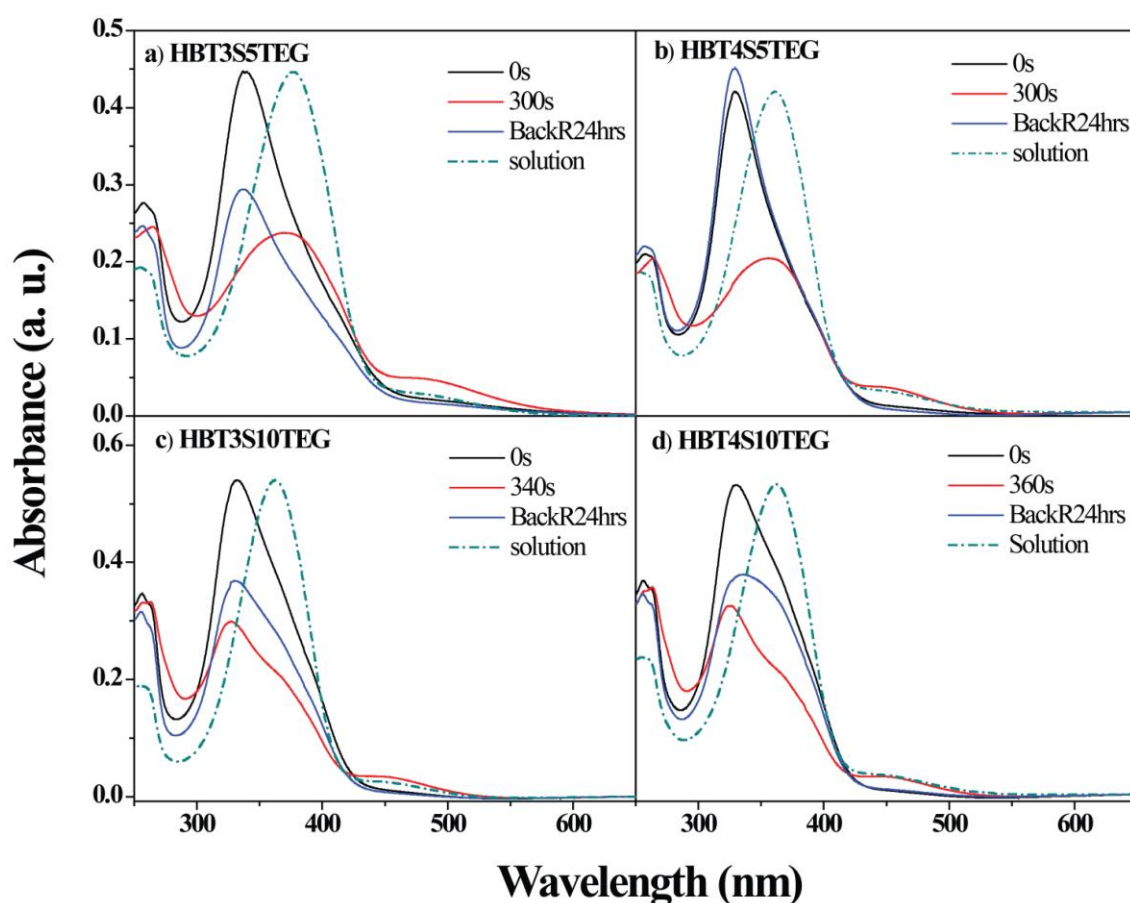 a) HBT3S5TEG
0s
300s
BackR24hrs
solution
b) HBT4S5TEG
0s
300s
BackR24hrs
solution
0.5
0.4
0.3
0.2
0.1
0.0
c) HBT3S10TEG
0s
340s
BackR24hrs
solution
d) HBT4S10TEG
0s
360s
BackR24hrs
Solution
0.6
0.4
0.2
0.0
300 400 500 600 300 400 500 600
Absorbance (a. u.)
Wavelength (nm)